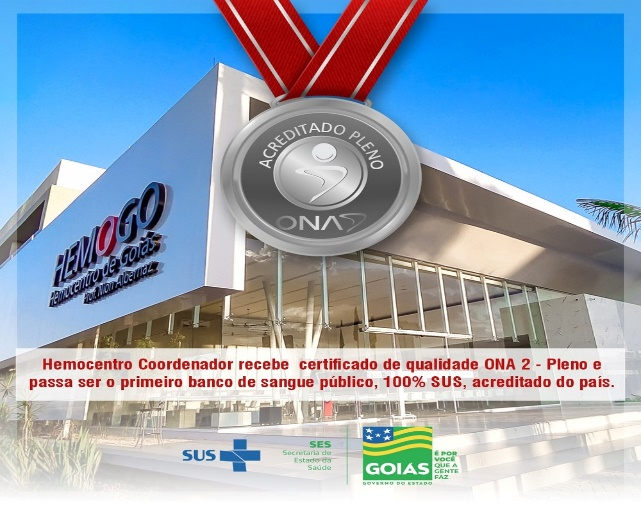 ACREDITADO PLENO
ONA
HEMOGO
Hemocentro de Goiás
Prof. Nion Albernaz
Hemocentro Coordenador recebe certificado de qualidade ONA 2 - Pleno e
passa ser o primeiro banco de sangue público, 100% SUS, acreditado do país.
SUS
SES
Secretaria de
Estado da
Saúde
GOIÁS
GOVERNO DO ESTADO
É POR
VOCÊ
QUE A
GENTE
FAZ